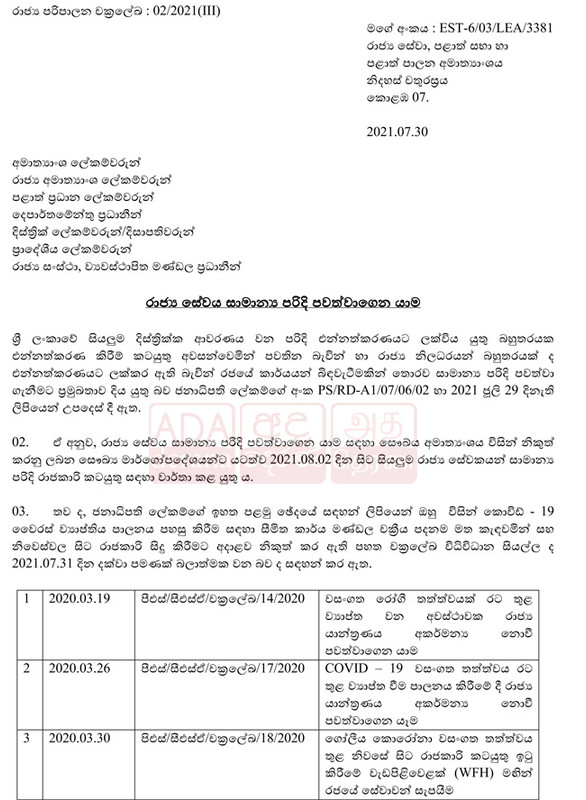 රාජ්‍ය පරිපාලන චක්‍රලේඛ : 02/2021(III)
මගේ අංකය : EST-6/03/LEA/3381
රාජ්‍ය සේවා, පළාත් සභා හා
පළාත් පාලන අමාත්‍යාංශය
නිදහස් චතුරස්‍රය
කොළඹ 07.
2021.07.30
අමාත්‍යාංශ ලේකම්වරුන්
රාජ්‍ය අමාත්‍යාංශ ලේකම්වරුන්
පළාත් ප්‍රධාන ලේකම්වරුන්
දෙපාර්තමේන්තු ප්‍රධානීන්
දිස්ත්‍රික් ලේකම්වරුන්/දිසාපතිවරුන්
ප්‍රාදේශීය ලේකම්වරුන්
රාජ්‍ය සංස්ථා, ව්‍යවස්ථාපිත මණ්ඩල ප්‍රධානීන්
රාජ්‍ය සේවය සාමාන්‍ය පරිදි පවත්වාගෙන යාම
ශ්‍රී ලංකාවේ සියලුම දිස්ත්‍රික්ක ආවරණය වන පරිදි එන්නත්කරණයට ලක්විය යුතු බහුතරයක
එන්නත්කරණ කිරීම් කටයුතු අවසන්වෙමින් පවතින බැවින් හා රාජ්‍ය නිලධරයන් බහුතරයක් ද
එන්නත්කරණයට ලක්කර ඇති බැවින් රජයේ කාර්යයන් බිඳවැටීමකින් තොරව සාමාන්‍ය පරිදි පවත්වා
ගැනීමට ප්‍රමුඛතාව දිය යුතු බව ජනාධිපති ලේකම්ගේ අංක PS/RD-A1/07/06/02 හා 2021 ජූලි 29 දිනැති
ලිපියෙන් උපදෙස් දී ඇත.
ADA අද அத
02. ඒ අනුව, රාජ්‍ය සේවය සාමාන්‍ය පරිදි පවත්වාගෙන යාම සඳහා සෞඛ්‍ය අමාත්‍යාංශය විසින් නිකුත්
කරනු ලබන සෞඛ්‍ය මාර්ගෝපදේශයන්ට යටත්ව 2021.08.02 දින සිට සියලුම රාජ්‍ය සේවකයන් සාමාන්‍ය
පරිදි රාජකාරි කටයුතු සඳහා වාර්තා කළ යුතු ය.
03. තව ද, ජනාධිපති ලේකම්ගේ ඉහත පළමු ඡේදයේ සඳහන් ලිපියෙන් ඔහු විසින් කොවිඩ් - 19
වෛරස් ව්‍යාප්තිය පාලනය පහසු කිරීම සඳහා සීමිත කාර්ය මණ්ඩල චක්‍රීය පදනම මත කැඳවමින් සහ
නිවෙස්වල සිට රාජකාරි සිදු කිරීමට අදාළව නිකුත් කර ඇති පහත චක්‍රලේඛ විධිවිධාන සියල්ල ද
2021.07.31 දින දක්වා පමණක් බලාත්මක වන බව ද සඳහන් කර ඇත.
1 2020.03.19 පීඑස්/සීඑස්ඒ/චක්‍රලේඛ/14/2020 වසංගත රෝගී තත්ත්වයක් රට තුළ
ව්‍යාප්ත වන අවස්ථාවක රාජ්‍ය
යාන්ත්‍රණය අකර්මන්‍ය නොවී
පවත්වාගෙන යාම
2 2020.03.26 පීඑස්/සීඑස්ඒ/චක්‍රලේඛ/17/2020 COVID – 19 වසංගත තත්ත්වය රට
තුළ ව්‍යාප්ත වීම පාලනය කිරීමේ දී රාජ්‍ය
යාන්ත්‍රණය අකර්මන්‍ය නොවී
පවත්වාගෙන යෑම
3 2020.03.30 පීඑස්/සීඑස්ඒ/චක්‍රලේඛ/18/2020 ගෝලීය කොරෝනා වසංගත තත්ත්වය
තුළ නිවසේ සිට රාජකාරි කටයුතු ඉටු
කිරීමේ වැඩපිළිවෙළක් (WFH) මඟින්
රජයේ සේවාවන් සැපයීම